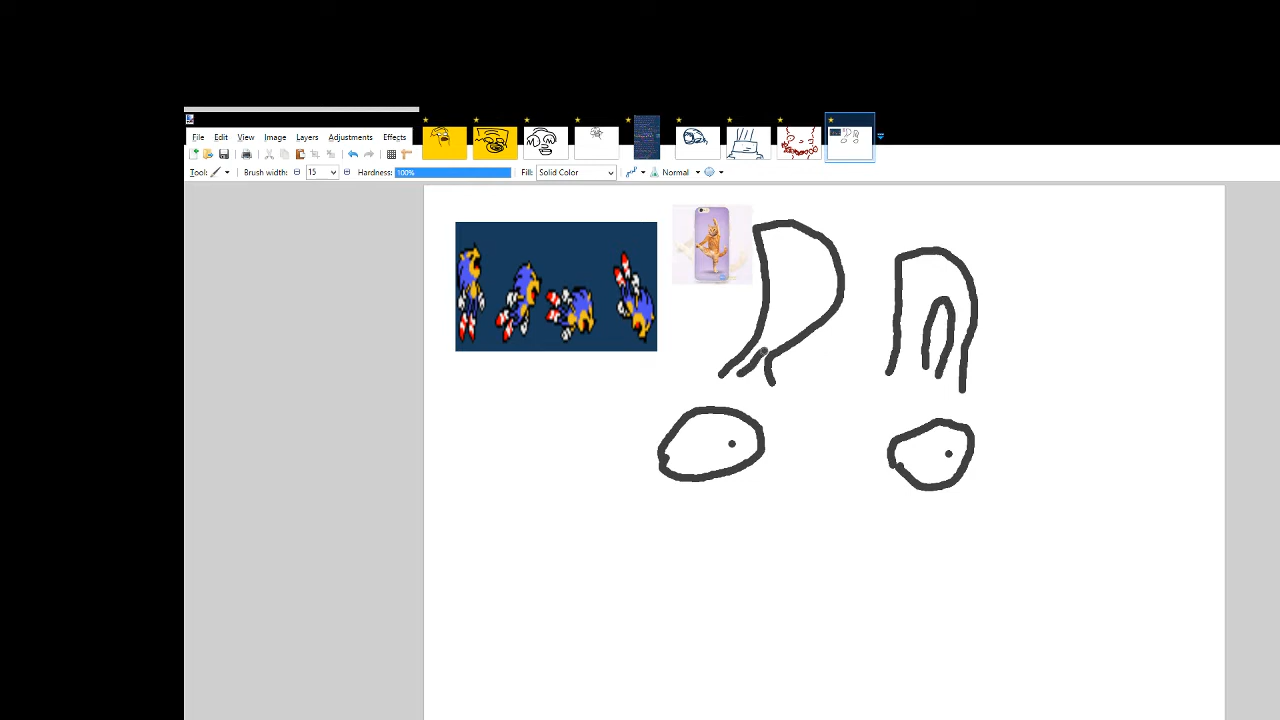 File Edit View Image Layers Adjustments Effects
Tool: Brush width: 15 Hardness: 100% Fill: Solid Color Normal